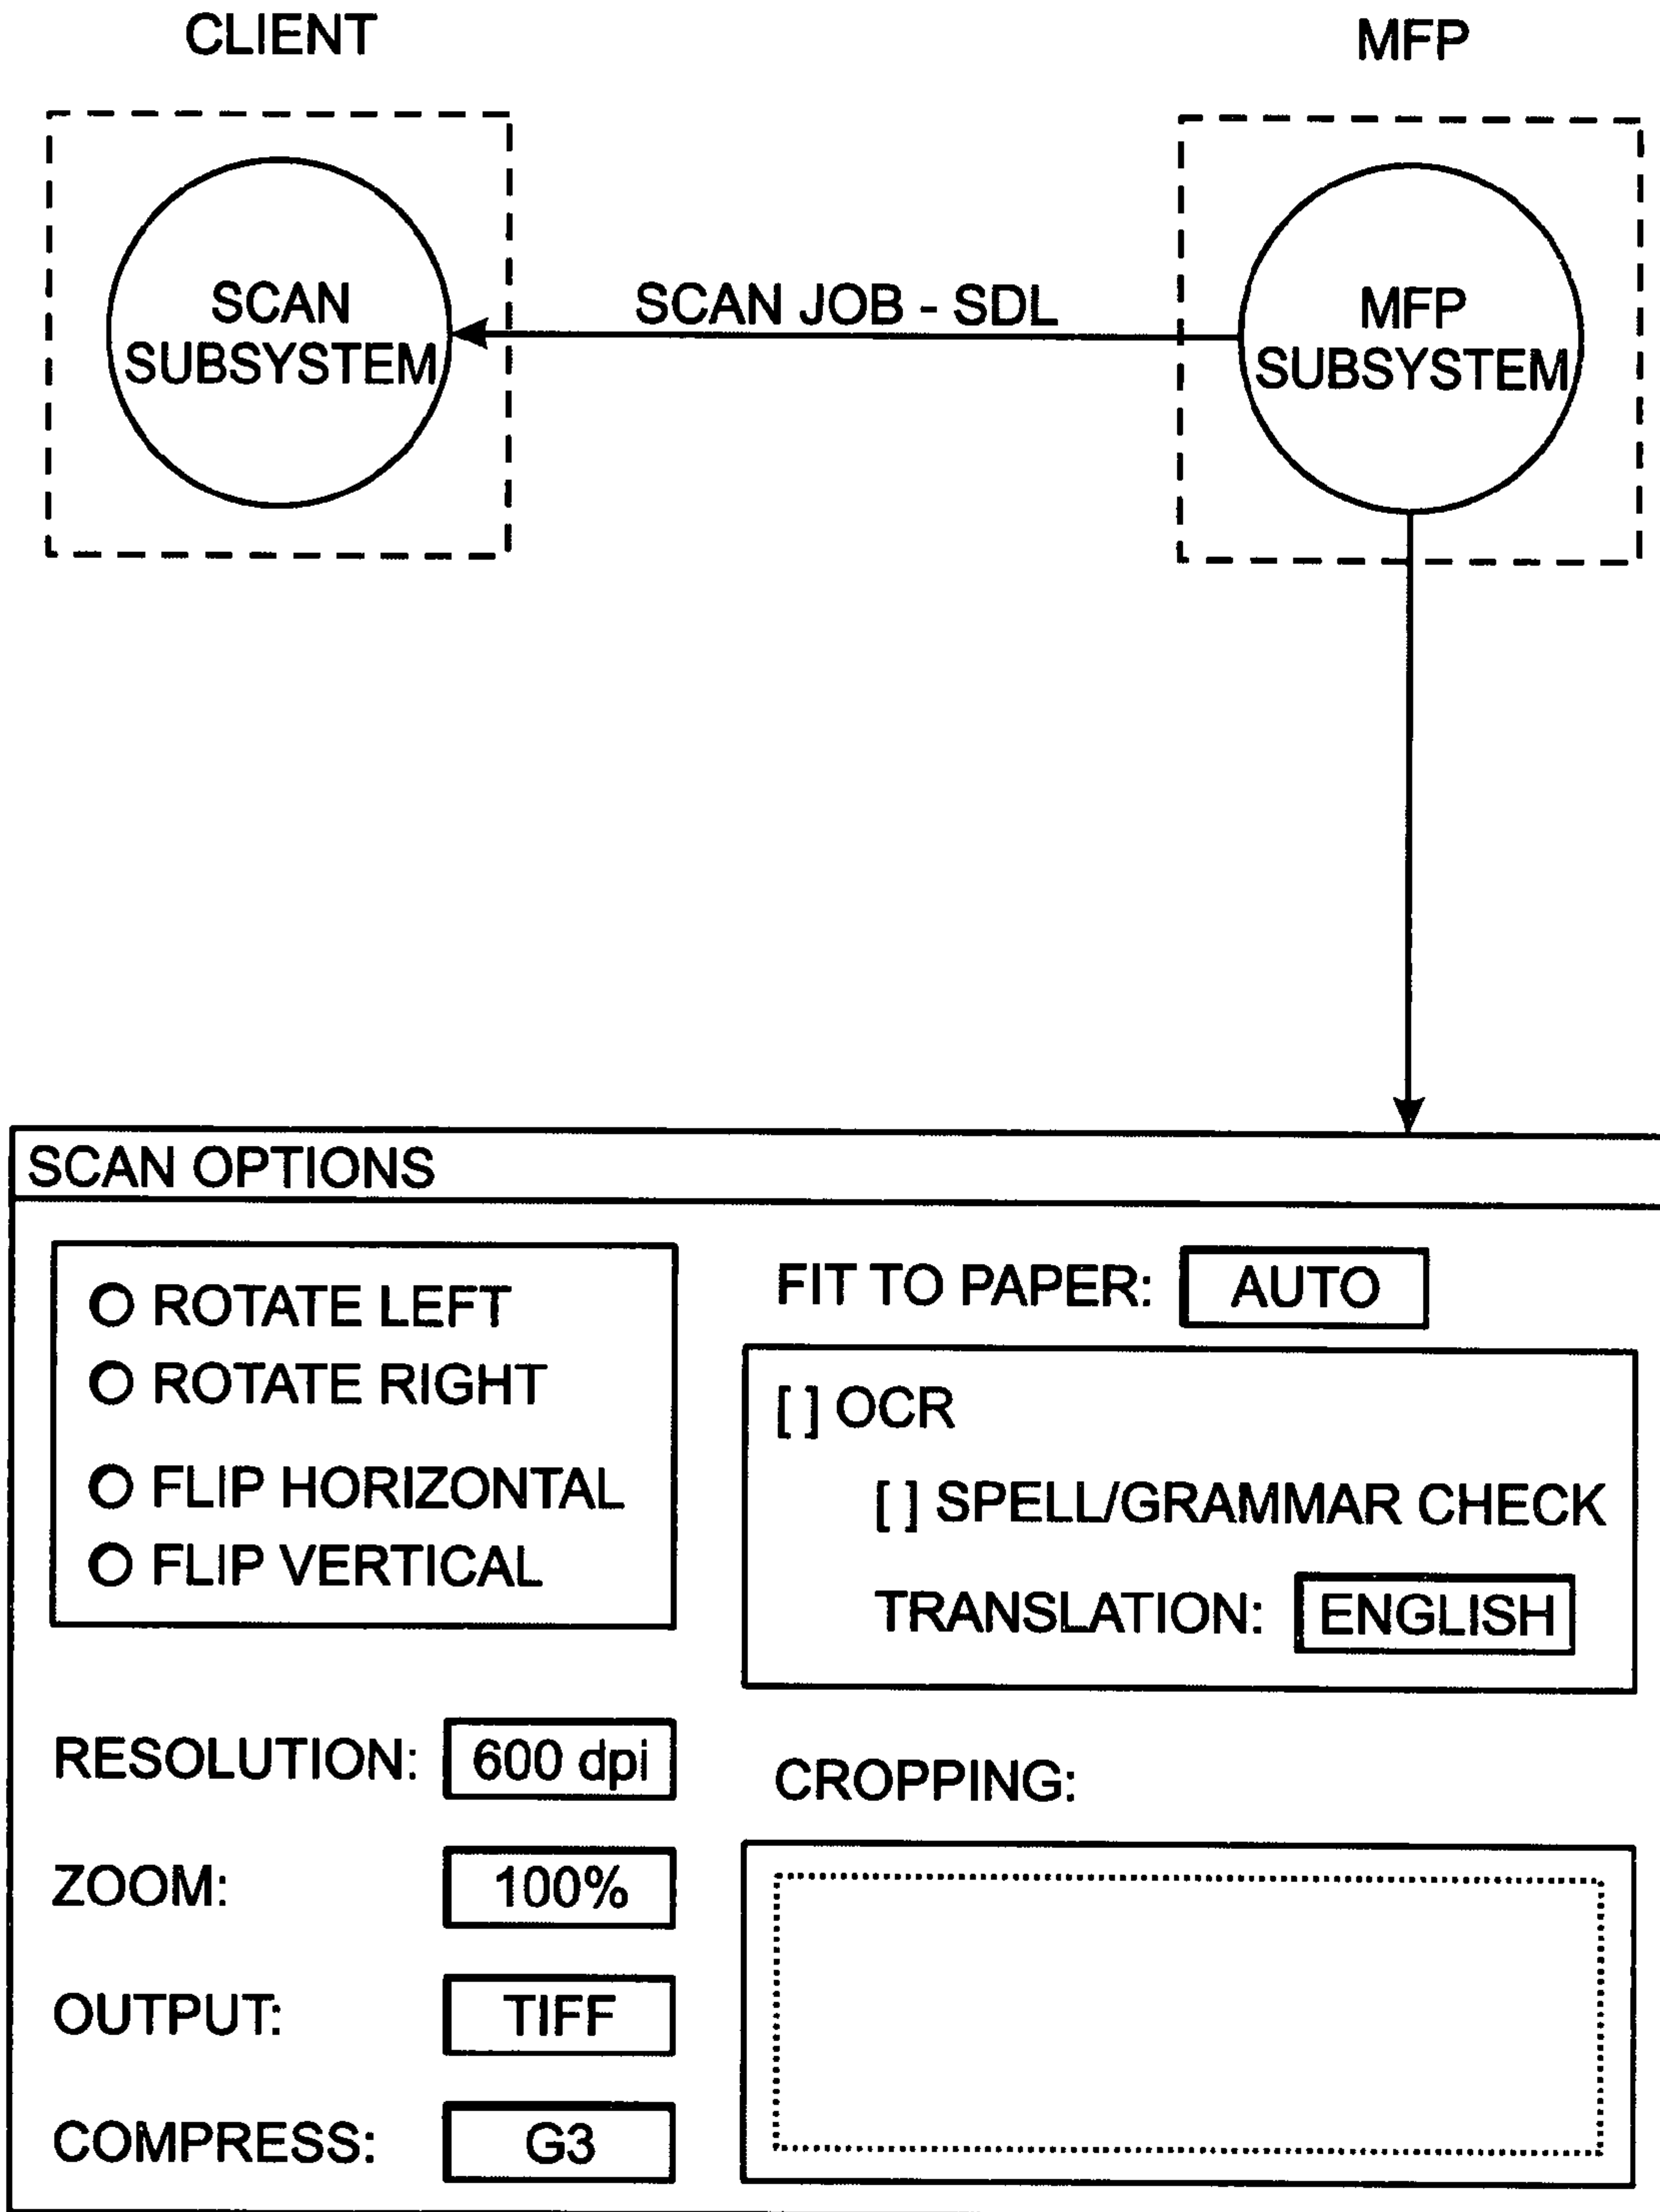 CLIENT
MFP
SCAN
SUBSYSTEM
SCAN JOB - SDL
MFP
SUBSYSTEM
SCAN OPTIONS
ROTATE LEFT
ROTATE RIGHT
FLIP HORIZONTAL
FLIP VERTICAL
FIT TO PAPER: AUTO
[ ] OCR
[ ] SPELL/GRAMMAR CHECK
TRANSLATION: ENGLISH
RESOLUTION: 600 dpi
ZOOM: 100%
OUTPUT: TIFF
COMPRESS: G3
CROPPING: